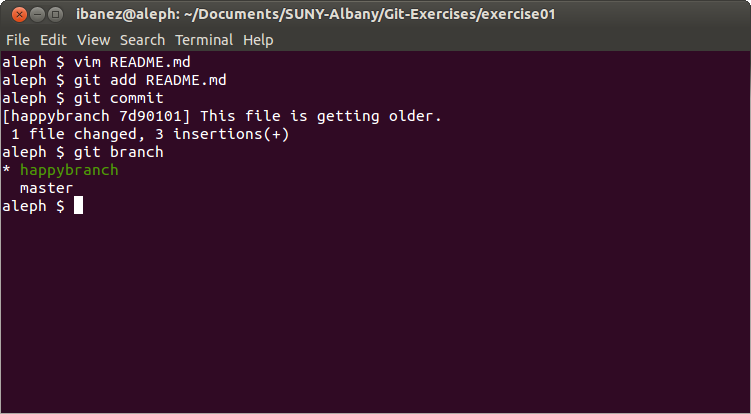 ibanez@aleph: ~/Documents/SUNY-Albany/Git-Exercises/exercise01
File Edit View Search Terminal Help
aleph $ vim README.md
aleph $ git add README.md
aleph $ git commit
[happybranch 7d90101] This file is getting older.
 1 file changed, 3 insertions(+)
aleph $ git branch
* happybranch
  master
aleph $